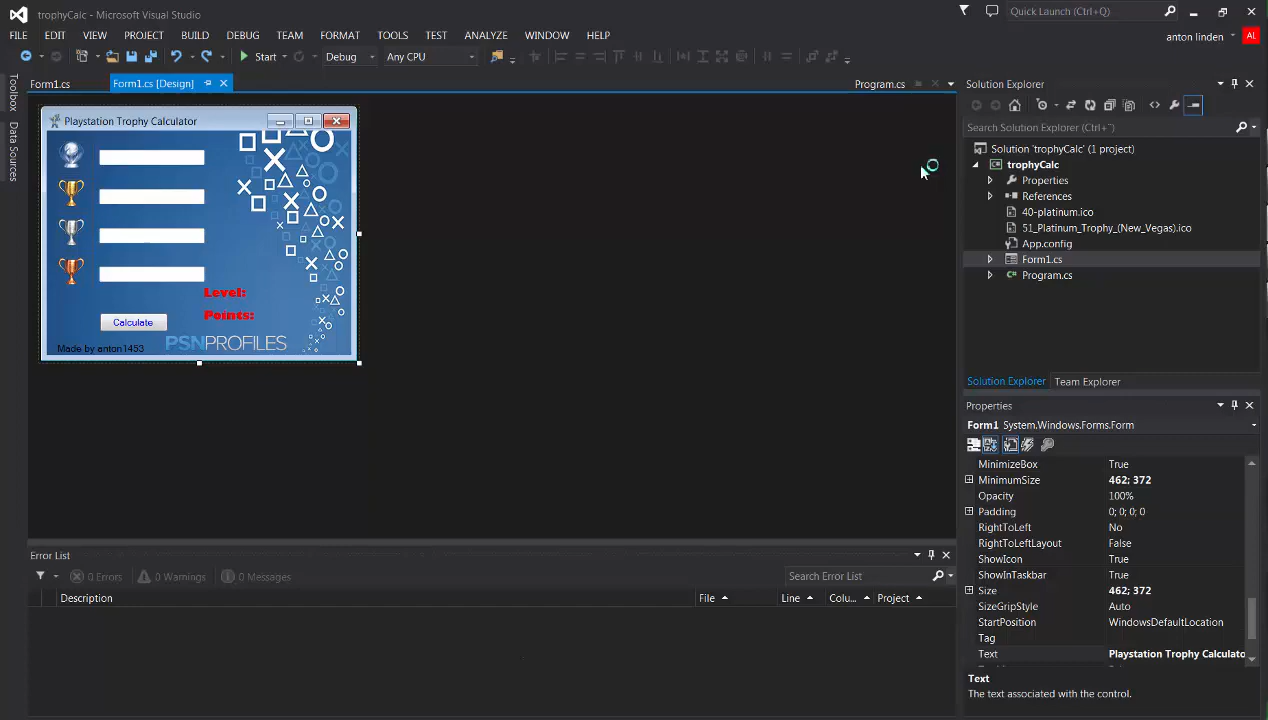 trophyCalc - Microsoft Visual Studio
Quick Launch (Ctrl+Q)
FILE EDIT VIEW PROJECT BUILD DEBUG TEAM FORMAT TOOLS TEST ANALYZE WINDOW HELP
anton linden AL
Start Debug Any CPU
Toolbox
Data Sources
Form1.cs Form1.cs [Design] Program.cs
Playstation Trophy Calculator
Level:
Points:
Calculate
PSNPROFILES
Made by anton1453
Solution Explorer
Search Solution Explorer (Ctrl+¨)
Solution 'trophyCalc' (1 project)
trophyCalc
Properties
References
40-platinum.ico
51_Platinum_Trophy_(New_Vegas).ico
App.config
Form1.cs
C# Program.cs
Solution Explorer Team Explorer
Properties
Form1 System.Windows.Forms.Form
MinimizeBox True
MinimumSize 462; 372
Opacity 100%
Padding 0; 0; 0; 0
RightToLeft No
RightToLeftLayout False
ShowIcon True
ShowInTaskbar True
Size 462; 372
SizeGripStyle Auto
StartPosition WindowsDefaultLocation
Tag
Text Playstation Trophy Calculato
Text
The text associated with the control.
Error List
0 Errors 0 Warnings 0 Messages
Search Error List
Description File Line Colu... Project